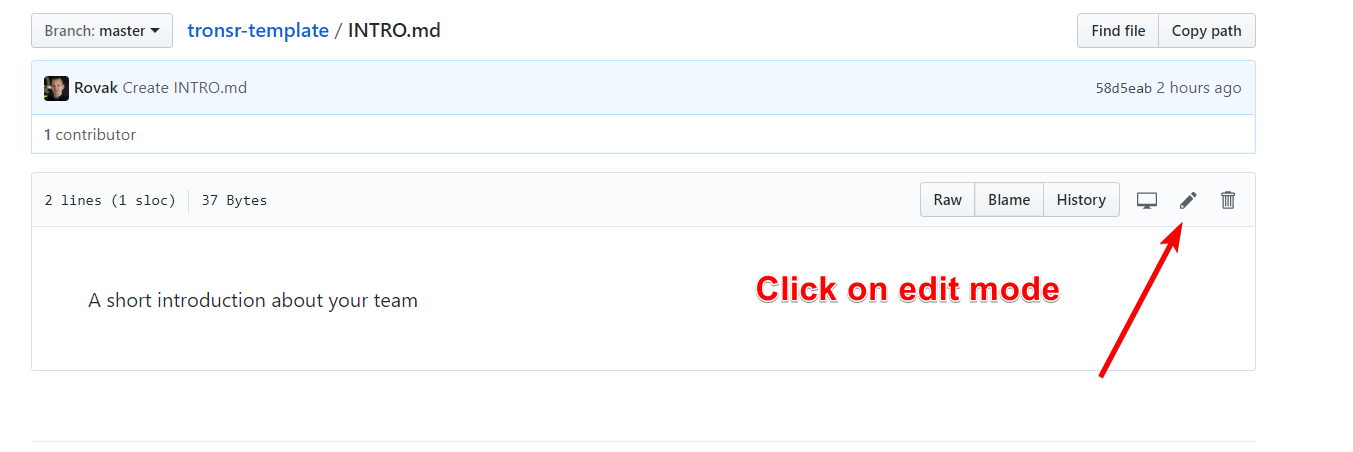 Branch: master tronsr-template / INTRO.md Find file Copy path
Rovak Create INTRO.md 58d5eab 2 hours ago
1 contributor
2 lines (1 sloc) 37 Bytes Raw Blame History
Click on edit mode
A short introduction about your team